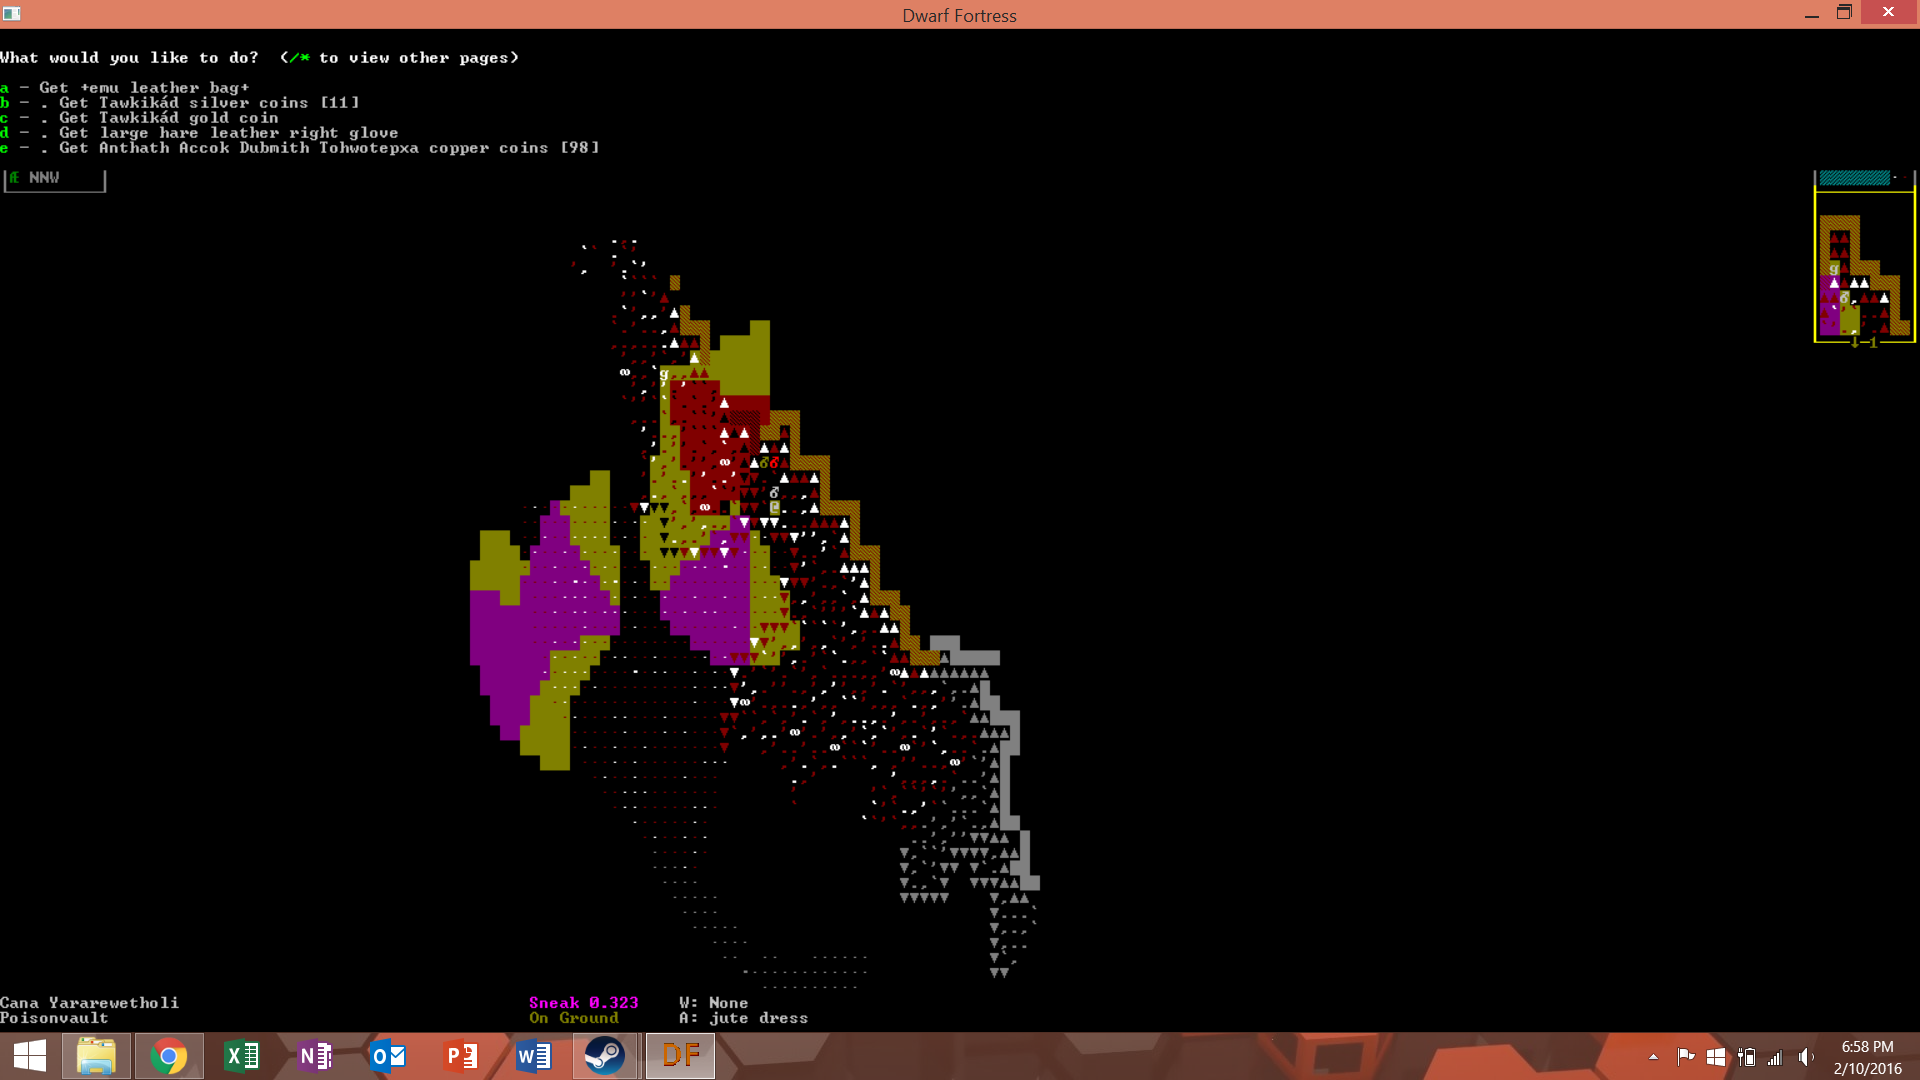 Dwarf Fortress
What would you like to do?  (/* to view other pages)
a - Get +emu leather bag+
b - . Get Tawkikád silver coins [11]
c - . Get Tawkikád gold coin
d - . Get large hare leather right glove
e - . Get Anthath Accok Dubmith Tohwotepxa copper coins [98]
Æ NNW
1
Cana Yararewetholi
Poisonvault
Sneak 0.323
On Ground
W: None
A: jute dress
DF
6:58 PM
2/10/2016